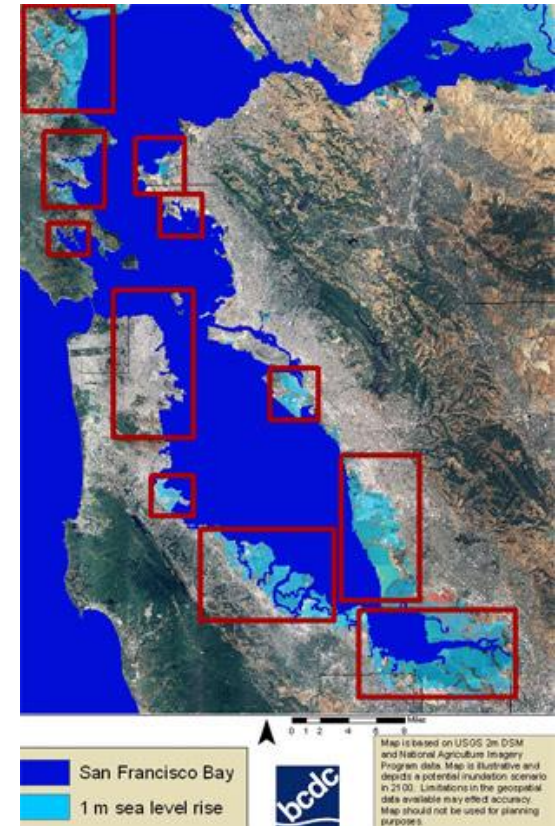 Miles
0 1 2 4 6 8
San Francisco Bay
1 m sea level rise
bcdc
Map is based on USGS 2m DSM
and National Agriculture Imagery
Program data. Map is illustrative and
depicts a potential inundation scenario
in 2100. Limitations in the geospatial
data available may effect accuracy.
Map should not be used for planning
purposes.